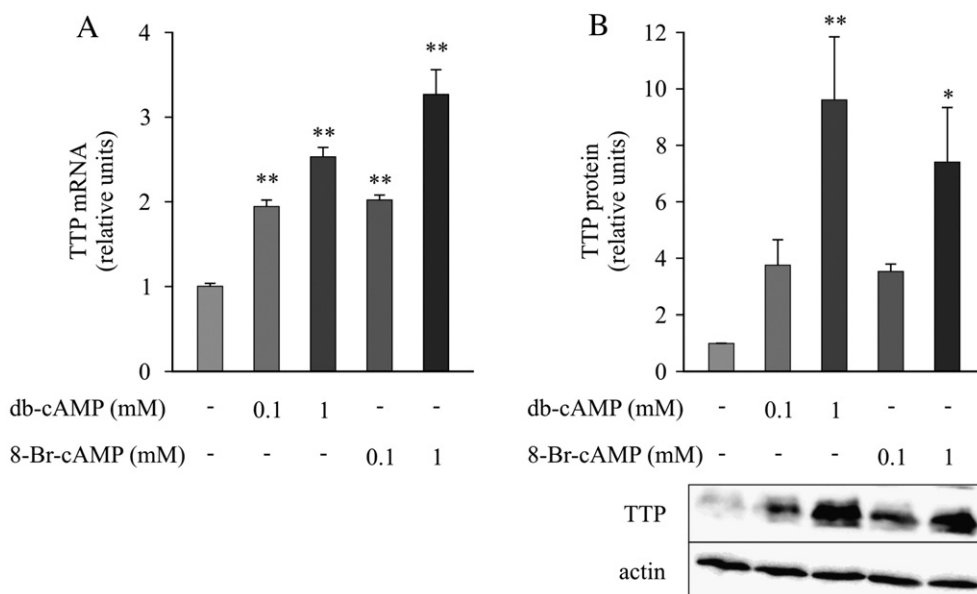 A
B
TTP mRNA
(relative units)
4
3
2
1
0
**
**
**
**
TTP protein
(relative units)
12
10
8
6
4
2
0
**
*
db-cAMP (mM) - 0.1 1 - -
8-Br-cAMP (mM) - - - 0.1 1
db-cAMP (mM) - 0.1 1 - -
8-Br-cAMP (mM) - - - 0.1 1
TTP
actin